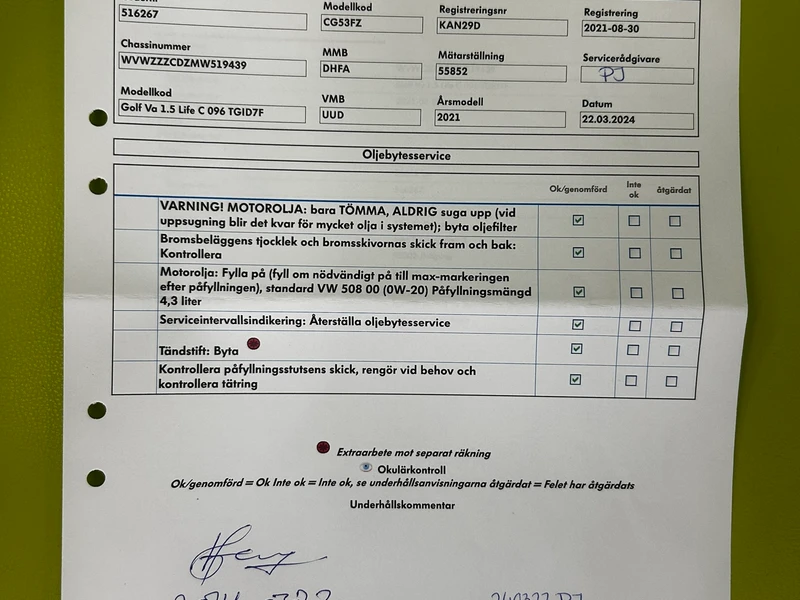 516267
Modellkod
CG53FZ
Registreringsnr
KAN29D
Registrering
2021-08-30
Chassinummer
WVWZZZCDZMW519439
MMB
DHFA
Mätarställning
55852
Servicerådgivare
PJ
Modellkod
Golf Va 1.5 Life C 096 TGID7F
VMB
UUD
Årsmodell
2021
Datum
22.03.2024
Oljebytesservice
Ok/genomförd
Inte
ok
åtgärdat
VARNING! MOTOROLJA: bara TÖMMA, ALDRIG suga upp (vid
uppsugning blir det kvar för mycket olja i systemet); byta oljefilter
Bromsbeläggens tjocklek och bromsskivornas skick fram och bak:
Kontrollera
Motorolja: Fylla på (fyll om nödvändigt på till max-markeringen
efter påfyllningen), standard VW 508 00 (0W-20) Påfyllningsmängd
4,3 liter
Serviceintervallsindikering: Återställa oljebytesservice
Tändstift: Byta
Kontrollera påfyllningsstutsens skick, rengör vid behov och
kontrollera tätring
Extraarbete mot separat räkning
Okulärkontroll
Ok/genomförd = Ok Inte ok = Inte ok, se underhållsanvisningarna åtgärdat = Felet har åtgärdats
Underhållskommentar